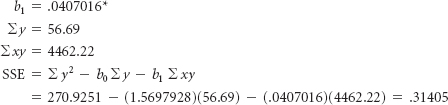 b₁ = .0407016*
Σy = 56.69
Σxy = 4462.22
SSE = Σy² − b₀Σy − b₁Σxy
= 270.9251 − (1.5697928)(56.69) − (.0407016)(4462.22) = .31405